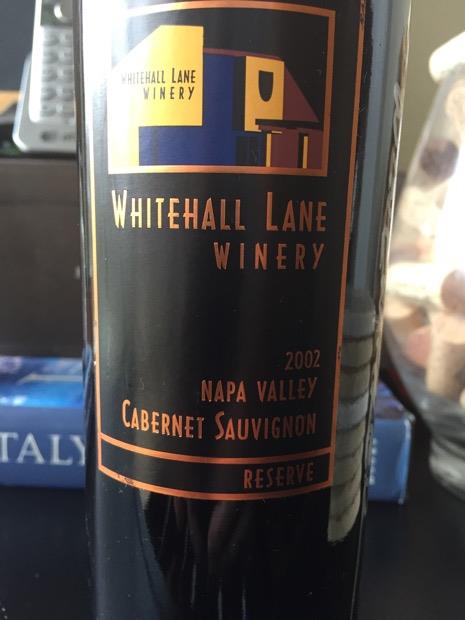 WHITEHALL LANE
WINERY
WHITEHALL LANE
WINERY
2002
NAPA VALLEY
CABERNET SAUVIGNON
RESERVE
TALY